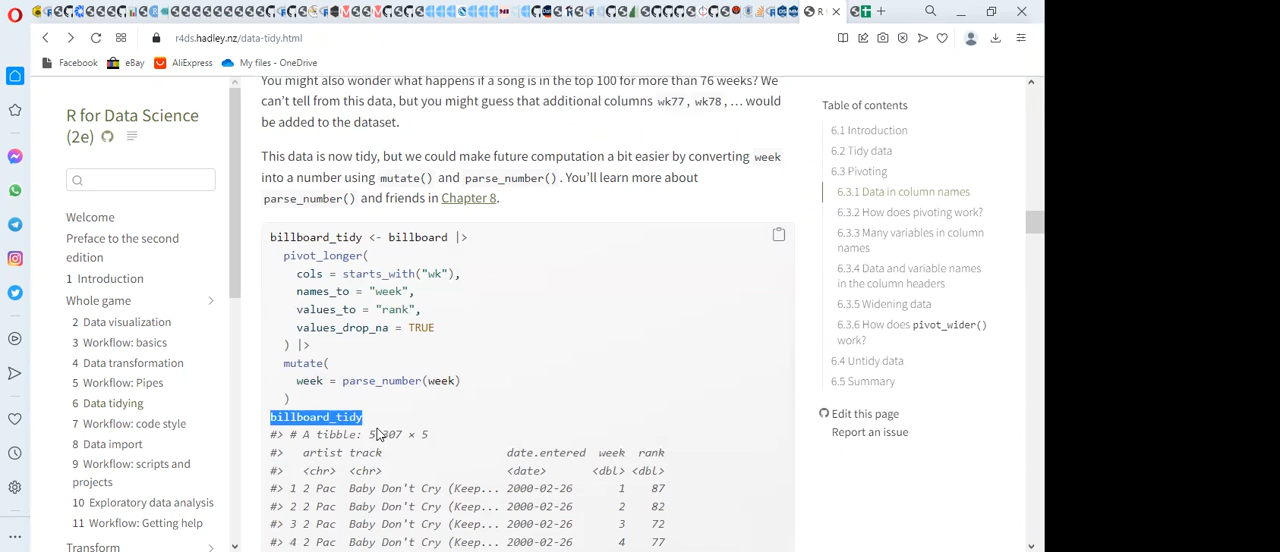 R
r4ds.hadley.nz/data-tidy.html
Facebook
eBay
AliExpress
My files - OneDrive
R for Data Science
(2e)
Welcome
Preface to the second
edition
1 Introduction
Whole game
2 Data visualization
3 Workflow: basics
4 Data transformation
5 Workflow: Pipes
6 Data tidying
7 Workflow: code style
8 Data import
9 Workflow: scripts and
projects
10 Exploratory data analysis
11 Workflow: Getting help
Transform
You might also wonder what happens if a song is in the top 100 for more than 76 weeks? We
can't tell from this data, but you might guess that additional columns wk77, wk78, … would
be added to the dataset.
This data is now tidy, but we could make future computation a bit easier by converting week
into a number using mutate() and parse_number(). You'll learn more about
parse_number() and friends in Chapter 8.
billboard_tidy <- billboard |>
pivot_longer(
cols = starts_with("wk"),
names_to = "week",
values_to = "rank",
values_drop_na = TRUE
) |>
mutate(
week = parse_number(week)
)
billboard_tidy
#> # A tibble: 5,307 × 5
#> artist track date.entered week rank
#> <chr> <chr> <date> <dbl> <dbl>
#> 1 2 Pac Baby Don't Cry (Keep... 2000-02-26 1 87
#> 2 2 Pac Baby Don't Cry (Keep... 2000-02-26 2 82
#> 3 2 Pac Baby Don't Cry (Keep... 2000-02-26 3 72
#> 4 2 Pac Baby Don't Cry (Keep... 2000-02-26 4 77
Table of contents
6.1 Introduction
6.2 Tidy data
6.3 Pivoting
6.3.1 Data in column names
6.3.2 How does pivoting work?
6.3.3 Many variables in column
names
6.3.4 Data and variable names
in the column headers
6.3.5 Widening data
6.3.6 How does pivot_wider()
work?
6.4 Untidy data
6.5 Summary
Edit this page
Report an issue